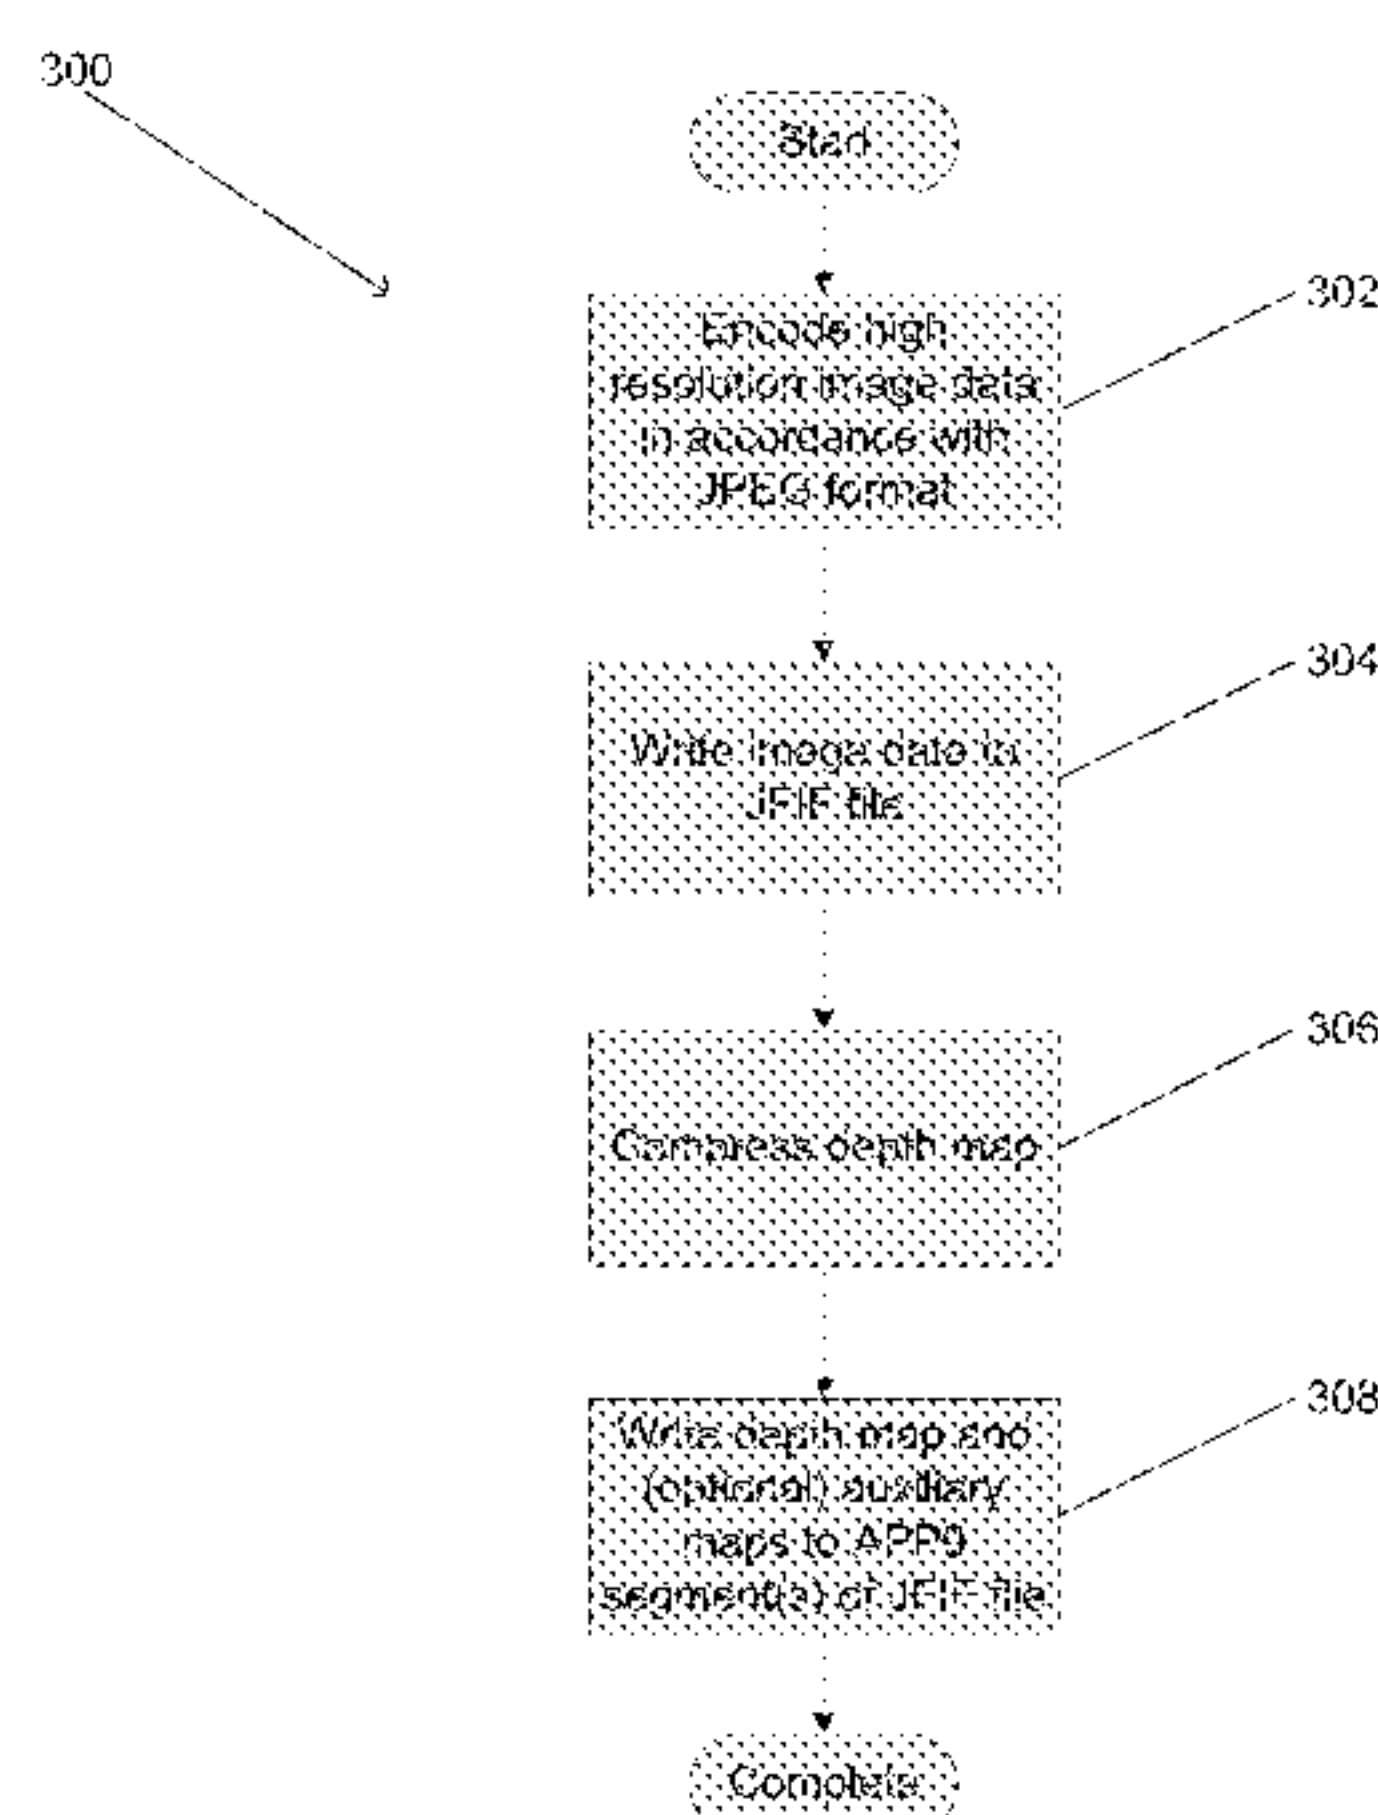 300
Start
302
Encode high
resolution image data
in accordance with
JPEG format
304
Write image data to
JFIF file
306
Compress depth map
308
Write depth map and
(optional) auxiliary
maps to APP9
segment(s) of JFIF file
Complete